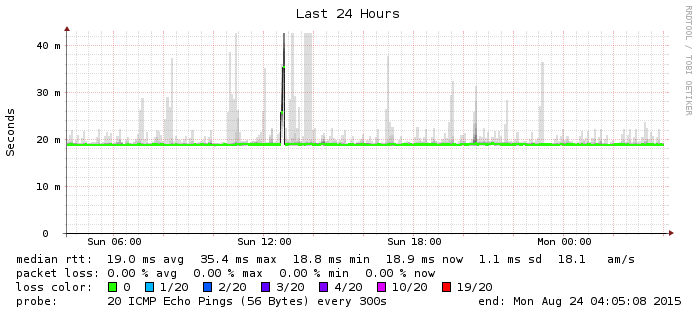 Last 24 Hours
RRDTOOL / TOBI OETIKER
Seconds
40 m
30 m
20 m
10 m
0
Sun 06:00 Sun 12:00 Sun 18:00 Mon 00:00
median rtt: 19.0 ms avg 35.4 ms max 18.8 ms min 18.9 ms now 1.1 ms sd 18.1 am/s
packet loss: 0.00 % avg 0.00 % max 0.00 % min 0.00 % now
loss color: 0 1/20 2/20 3/20 4/20 10/20 19/20
probe: 20 ICMP Echo Pings (56 Bytes) every 300s end: Mon Aug 24 04:05:08 2015